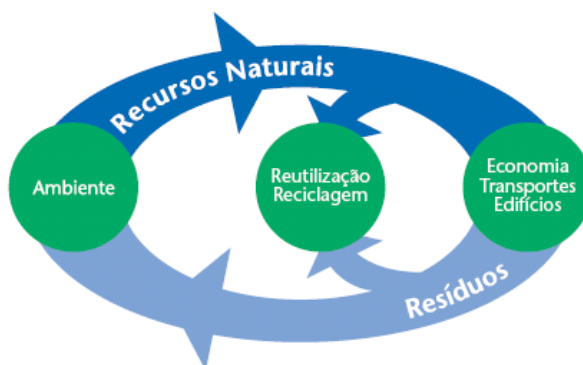 Recursos Naturais
Ambiente
Reutilização
Reciclagem
Economia
Transportes
Edifícios
Resíduos